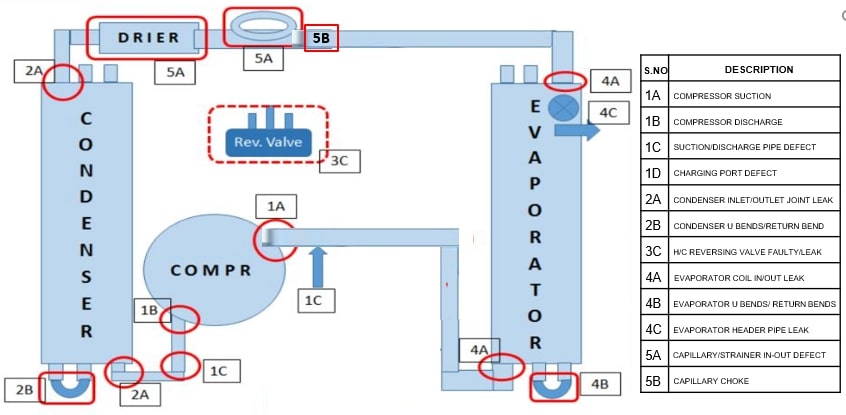 DRIER
5B
2A
5A
5A
4A
4C
Rev. Valve
3C
CONDENSER
EVAPORATOR
1A
COMPR
1C
1B
1C
2A
2B
4A
4B
S.NO DESCRIPTION
1A COMPRESSOR SUCTION
1B COMPRESSOR DISCHARGE
1C SUCTION/DISCHARGE PIPE DEFECT
1D CHARGING PORT DEFECT
2A CONDENSER INLET/OUTLET JOINT LEAK
2B CONDENSER U BENDS/RETURN BEND
3C H/C REVERSING VALVE FAULTY/LEAK
4A EVAPORATOR COIL IN/OUT LEAK
4B EVAPORATOR U BENDS/ RETURN BENDS
4C EVAPORATOR HEADER PIPE LEAK
5A CAPILLARY/STRAINER IN-OUT DEFECT
5B CAPILLARY CHOKE